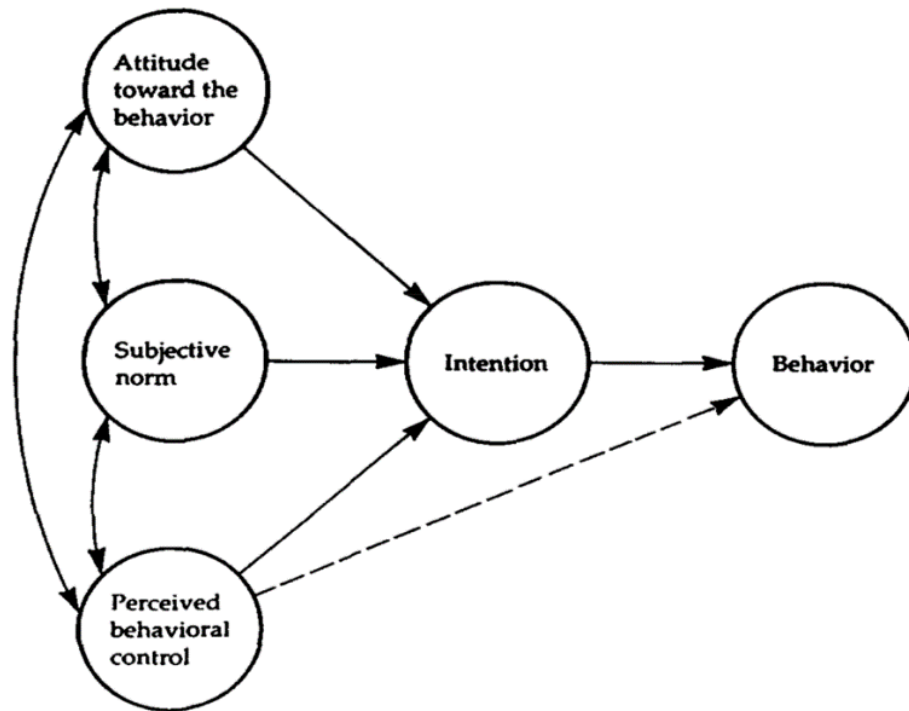 Attitude
toward the
behavior
Subjective
norm
Intention
Behavior
Perceived
behavioral
control